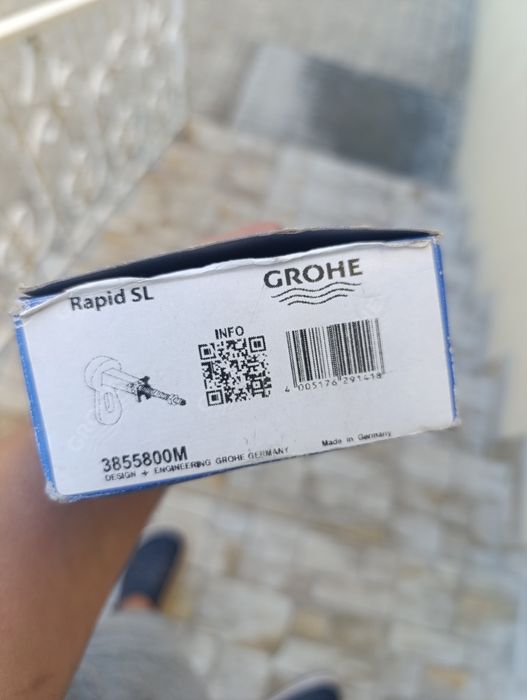 Rapid SL
GROHE
INFO
4 005176 291418
3855800M
DESIGN + ENGINEERING GROHE GERMANY
Made in Germany